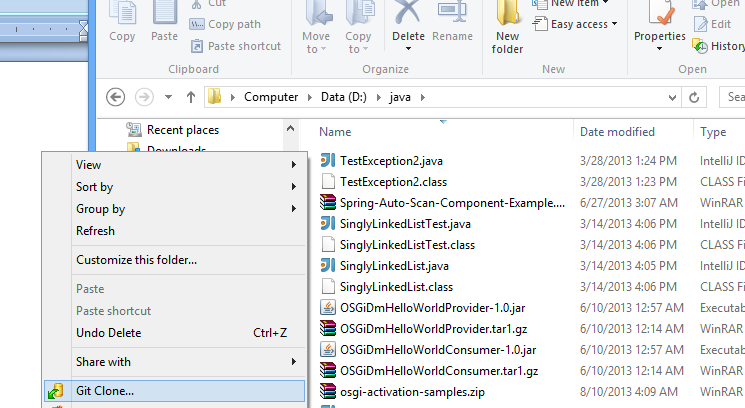 Cut
Copy path
Copy Paste Paste shortcut
Move to Copy to Delete Rename
New folder
New item
Easy access
Properties
Open
Edit
History
Clipboard Organize New Open
Computer Data (D:) java
Sea
Recent places
Downloads
Name Date modified Type
TestException2.java 3/28/2013 1:24 PM IntelliJ ID
TestException2.class 3/28/2013 1:23 PM CLASS Fi
Spring-Auto-Scan-Component-Example.... 6/27/2013 3:07 AM WinRAR
SinglyLinkedListTest.java 3/14/2013 4:06 PM IntelliJ ID
SinglyLinkedListTest.class 3/14/2013 4:06 PM CLASS Fi
SinglyLinkedList.java 3/14/2013 4:05 PM IntelliJ ID
SinglyLinkedList.class 3/14/2013 4:06 PM CLASS Fi
OSGiDmHelloWorldProvider-1.0.jar 6/10/2013 12:57 AM Executab
OSGiDmHelloWorldProvider.tar1.gz 6/10/2013 12:14 AM WinRAR
OSGiDmHelloWorldConsumer-1.0.jar 6/10/2013 12:57 AM Executab
OSGiDmHelloWorldConsumer.tar1.gz 6/10/2013 12:14 AM WinRAR
osgi-activation-samples.zip 8/10/2013 4:09 AM WinRAR
View
Sort by
Group by
Refresh
Customize this folder...
Paste
Paste shortcut
Undo Delete Ctrl+Z
Share with
Git Clone...